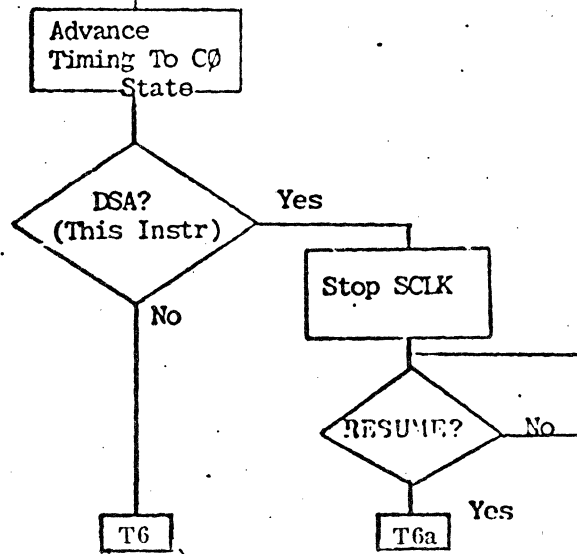 Advance
Timing To CØ
State
DSA?
(This Instr)
Yes
Stop SCLK
No
RESUME?
No
Yes
T6
T6a